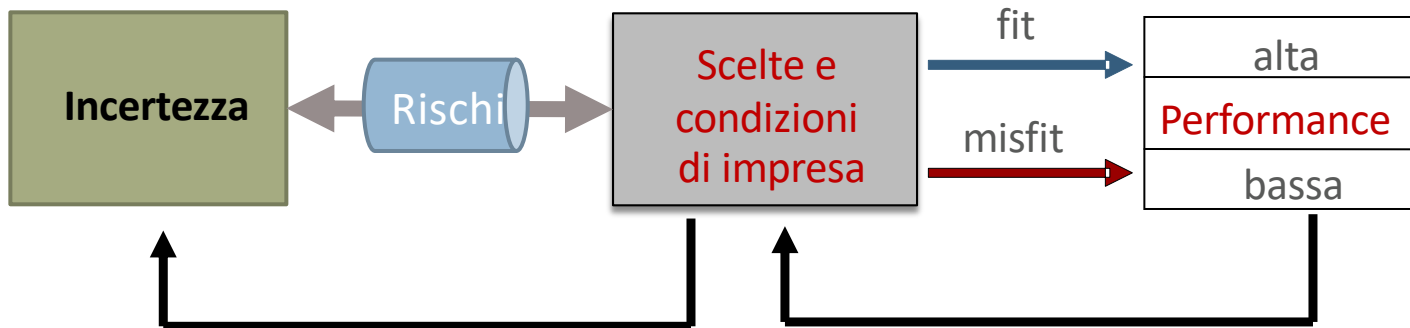 Incertezza
Rischi
Scelte e
condizioni
di impresa
fit
misfit
alta
Performance
bassa